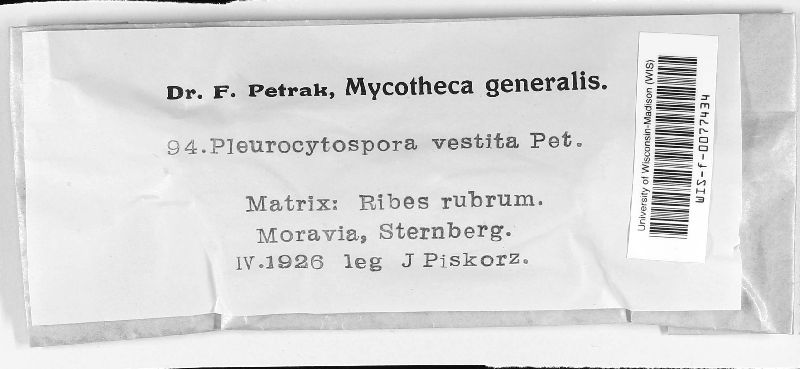 Dr. F. Petrak, Mycotheca generalis.
94.Pleurocytospora vestita Pet.
Matrix: Ribes rubrum.
Moravia, Sternberg.
IV.1926 leg J Piskorz.
University of Wisconsin-Madison (WIS)
WIS-f-0077434